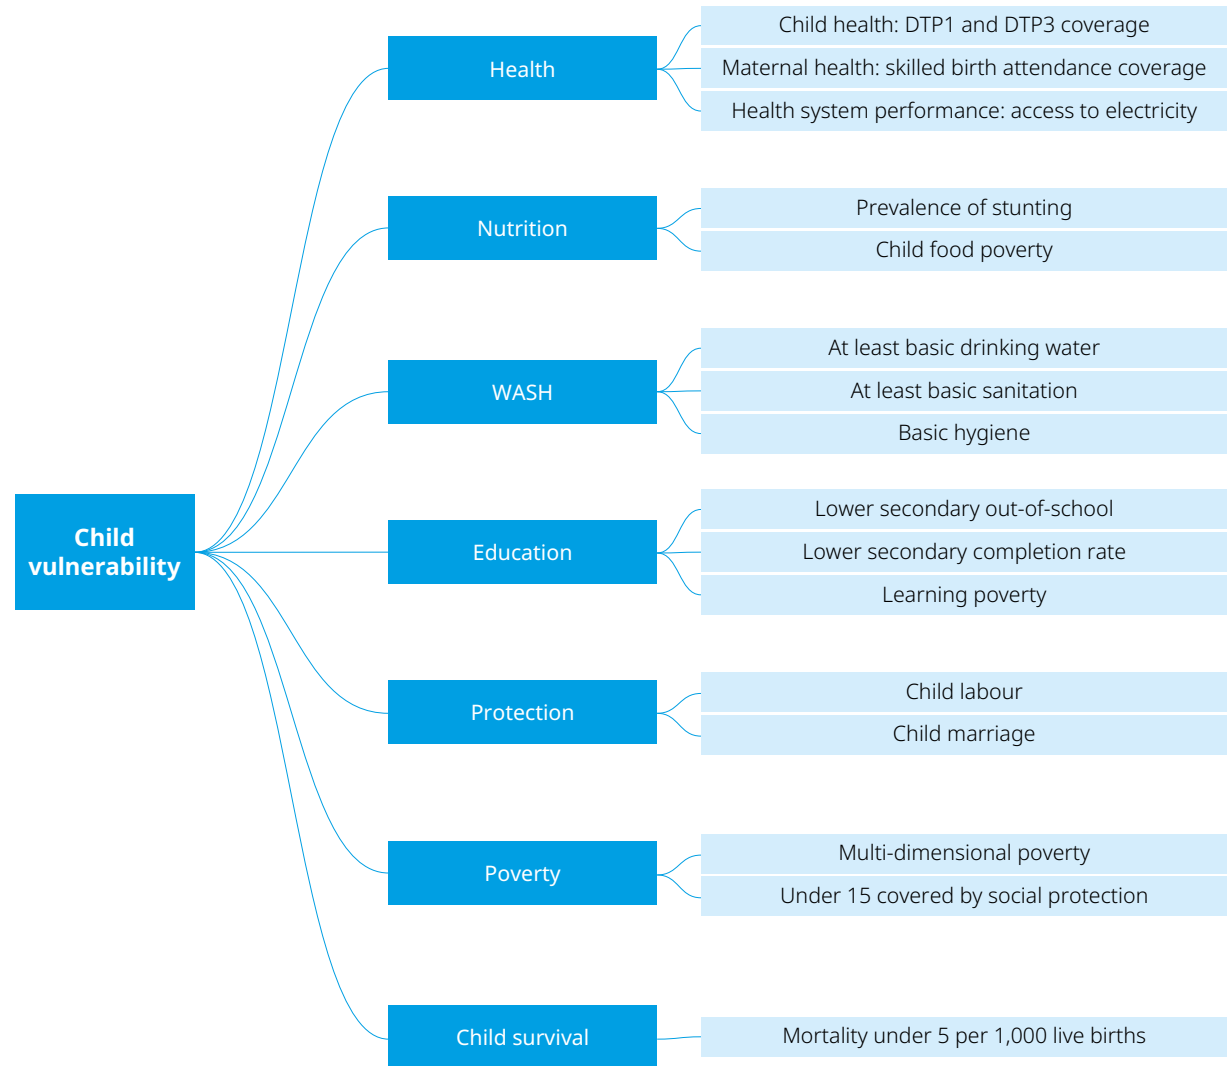 Child
vulnerability
Health
Child health: DTP1 and DTP3 coverage
Maternal health: skilled birth attendance coverage
Health system performance: access to electricity
Nutrition
Prevalence of stunting
Child food poverty
WASH
At least basic drinking water
At least basic sanitation
Basic hygiene
Education
Lower secondary out-of-school
Lower secondary completion rate
Learning poverty
Protection
Child labour
Child marriage
Poverty
Multi-dimensional poverty
Under 15 covered by social protection
Child survival
Mortality under 5 per 1,000 live births